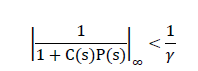 |1 / (1 + C(s)P(s))|∞ < 1/γ